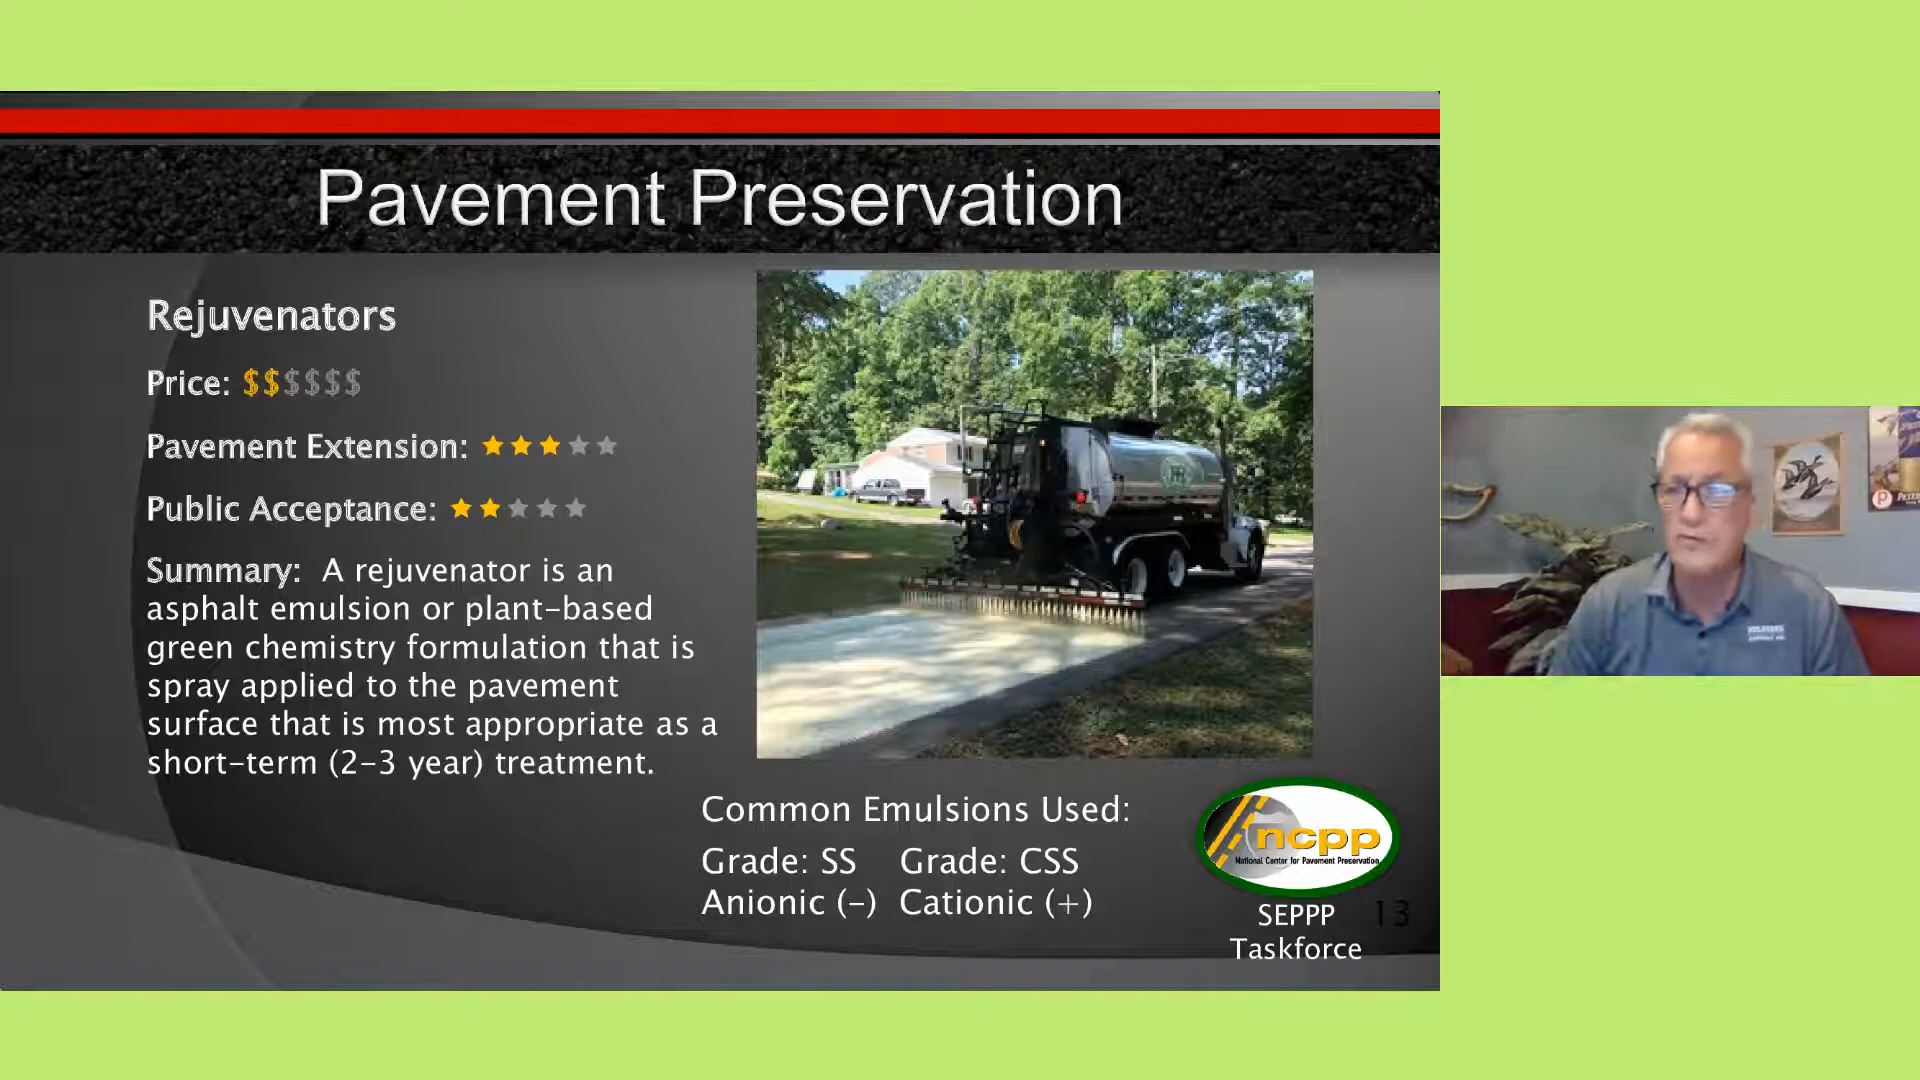 Pavement Preservation
Rejuvenators
Price: $$$$$$
Pavement Extension: ★★★★★
Public Acceptance: ★★★★★
Summary: A rejuvenator is an
asphalt emulsion or plant-based
green chemistry formulation that is
spray applied to the pavement
surface that is most appropriate as a
short-term (2-3 year) treatment.
Common Emulsions Used:
Grade: SS Grade: CSS
Anionic (-) Cationic (+)
ncpp
National Center for Pavement Preservation
SEPPP
Taskforce
13